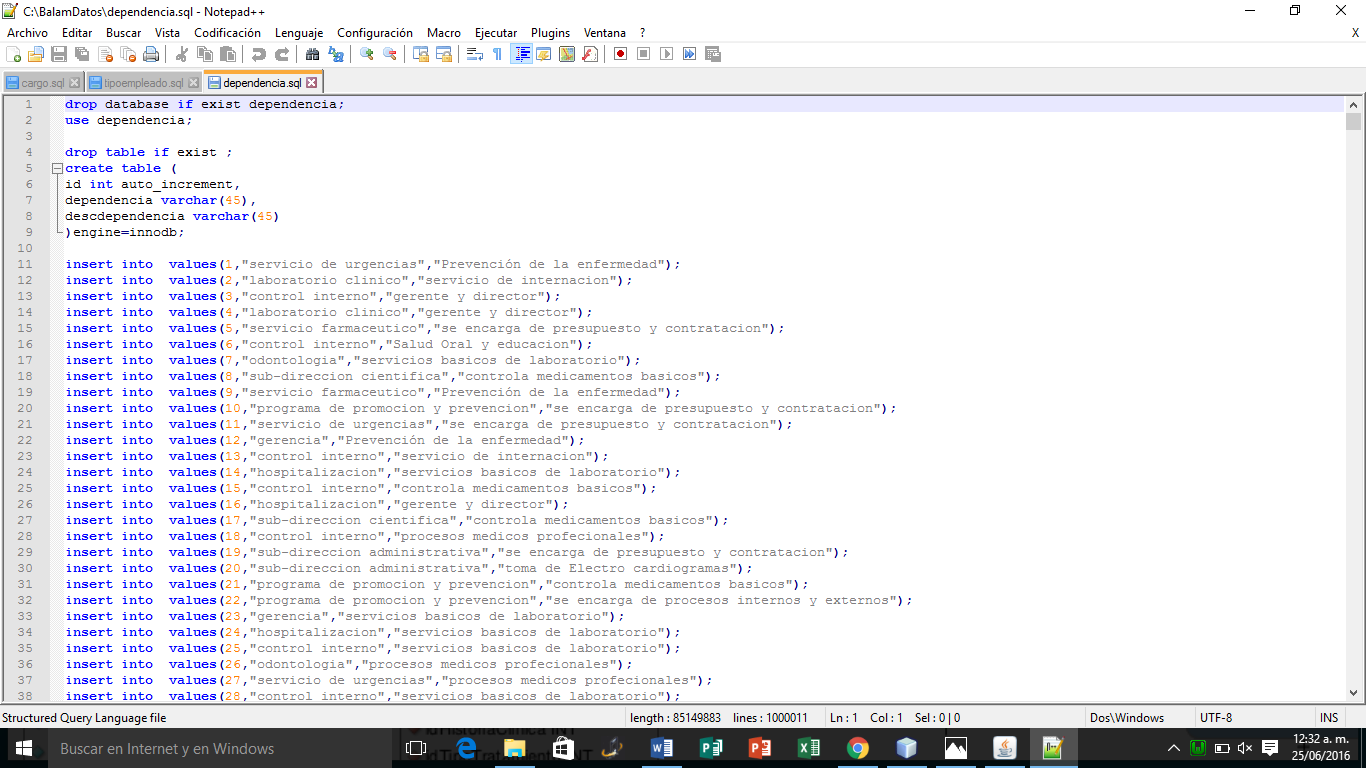 C:\BalamDatos\dependencia.sql - Notepad++
Archivo Editar Buscar Vista Codificación Lenguaje Configuración Macro Ejecutar Plugins Ventana ? X
cargo.sql tipoempleado.sql dependencia.sql
1 drop database if exist dependencia;
2 use dependencia;
3
4 drop table if exist ;
5 create table (
6 id int auto_increment,
7 dependencia varchar(45),
8 descdependencia varchar(45)
9 )engine=innodb;
10
11 insert into  values(1,"servicio de urgencias","Prevención de la enfermedad");
12 insert into  values(2,"laboratorio clinico","servicio de internacion");
13 insert into  values(3,"control interno","gerente y director");
14 insert into  values(4,"laboratorio clinico","gerente y director");
15 insert into  values(5,"servicio farmaceutico","se encarga de presupuesto y contratacion");
16 insert into  values(6,"control interno","Salud Oral y educacion");
17 insert into  values(7,"odontologia","servicios basicos de laboratorio");
18 insert into  values(8,"sub-direccion cientifica","controla medicamentos basicos");
19 insert into  values(9,"servicio farmaceutico","Prevención de la enfermedad");
20 insert into  values(10,"programa de promocion y prevencion","se encarga de presupuesto y contratacion");
21 insert into  values(11,"servicio de urgencias","se encarga de presupuesto y contratacion");
22 insert into  values(12,"gerencia","Prevención de la enfermedad");
23 insert into  values(13,"control interno","servicio de internacion");
24 insert into  values(14,"hospitalizacion","servicios basicos de laboratorio");
25 insert into  values(15,"control interno","controla medicamentos basicos");
26 insert into  values(16,"hospitalizacion","gerente y director");
27 insert into  values(17,"sub-direccion cientifica","controla medicamentos basicos");
28 insert into  values(18,"control interno","procesos medicos profecionales");
29 insert into  values(19,"sub-direccion administrativa","se encarga de presupuesto y contratacion");
30 insert into  values(20,"sub-direccion administrativa","toma de Electro cardiogramas");
31 insert into  values(21,"programa de promocion y prevencion","controla medicamentos basicos");
32 insert into  values(22,"programa de promocion y prevencion","se encarga de procesos internos y externos");
33 insert into  values(23,"gerencia","servicios basicos de laboratorio");
34 insert into  values(24,"hospitalizacion","servicios basicos de laboratorio");
35 insert into  values(25,"control interno","servicios basicos de laboratorio");
36 insert into  values(26,"odontologia","procesos medicos profecionales");
37 insert into  values(27,"servicio de urgencias","procesos medicos profecionales");
38 insert into  values(28,"control interno","servicios basicos de laboratorio");
Structured Query Language file length : 85149883 lines : 1000011 Ln : 1 Col : 1 Sel : 0 | 0 Dos\Windows UTF-8 INS
Buscar en Internet y en Windows
12:32 a. m.
25/06/2016